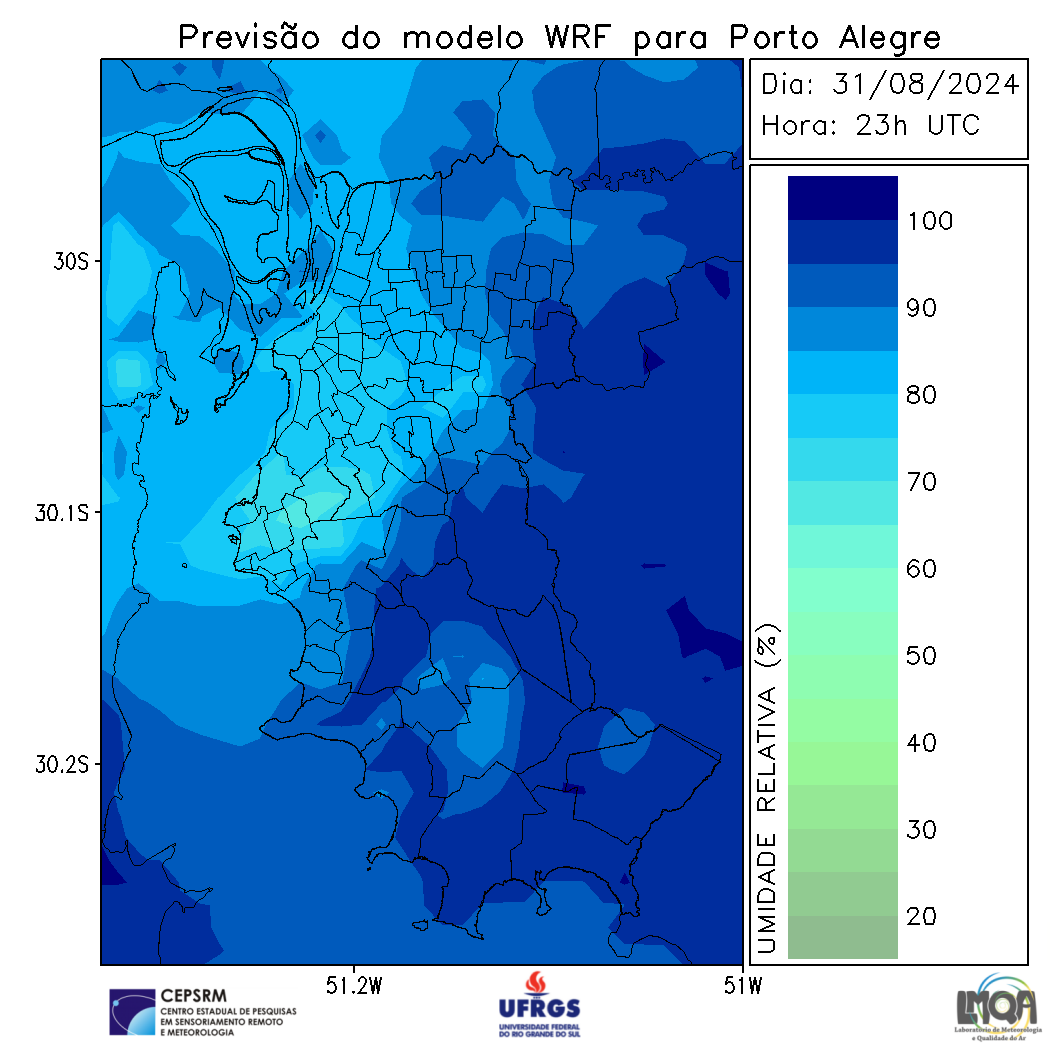 Previsão do modelo WRF para Porto Alegre
Dia: 31/08/2024
Hora: 23h UTC
30S
30.1S
30.2S
51.2W
51W
UMIDADE RELATIVA (%)
100
90
80
70
60
50
40
30
20
CEPSRM
CENTRO ESTADUAL DE PESQUISAS
EM SENSORIAMENTO REMOTO
E METEOROLOGIA
UFRGS
UNIVERSIDADE FEDERAL
DO RIO GRANDE DO SUL
LMQA
Laboratório de Meteorologia
e Qualidade do Ar